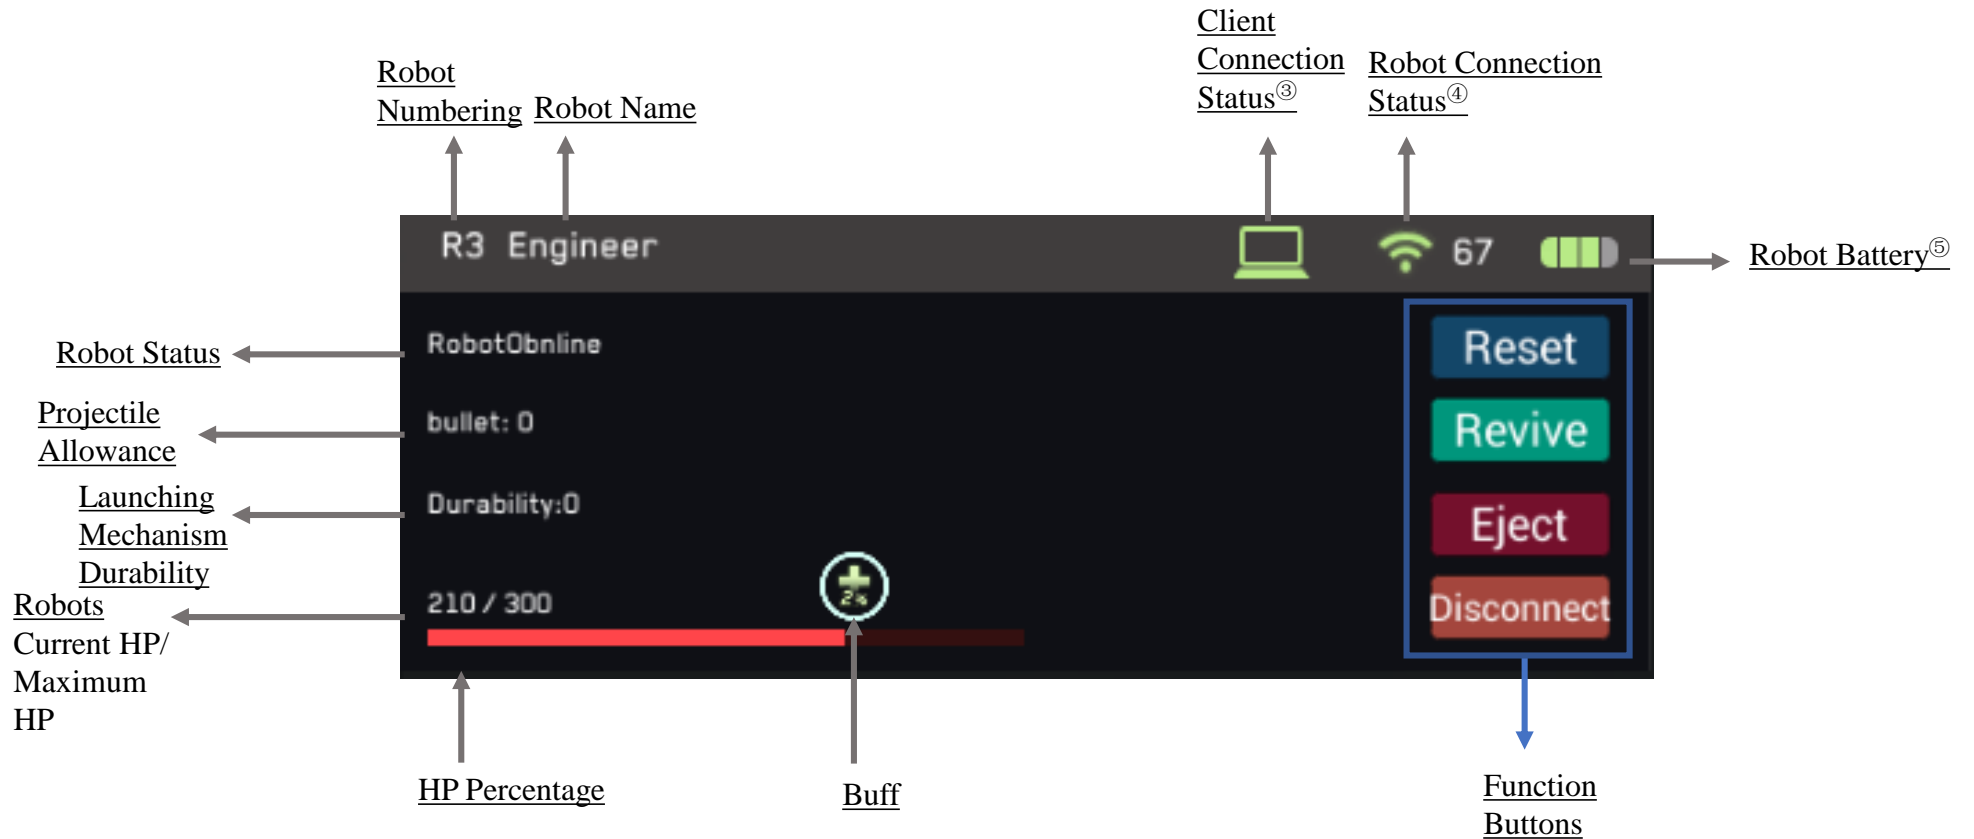 Client
Connection
Status③
Robot Connection
Status④
Robot
Numbering
Robot Name
R3 Engineer
67
Robot Battery⑤
Robot Status
RobotObnline
Reset
Projectile
Allowance
bullet: 0
Revive
Launching
Mechanism
Durability
Durability:0
Eject
Robots
Current HP/
Maximum
HP
210 / 300
2%
Disconnect
HP Percentage
Buff
Function
Buttons